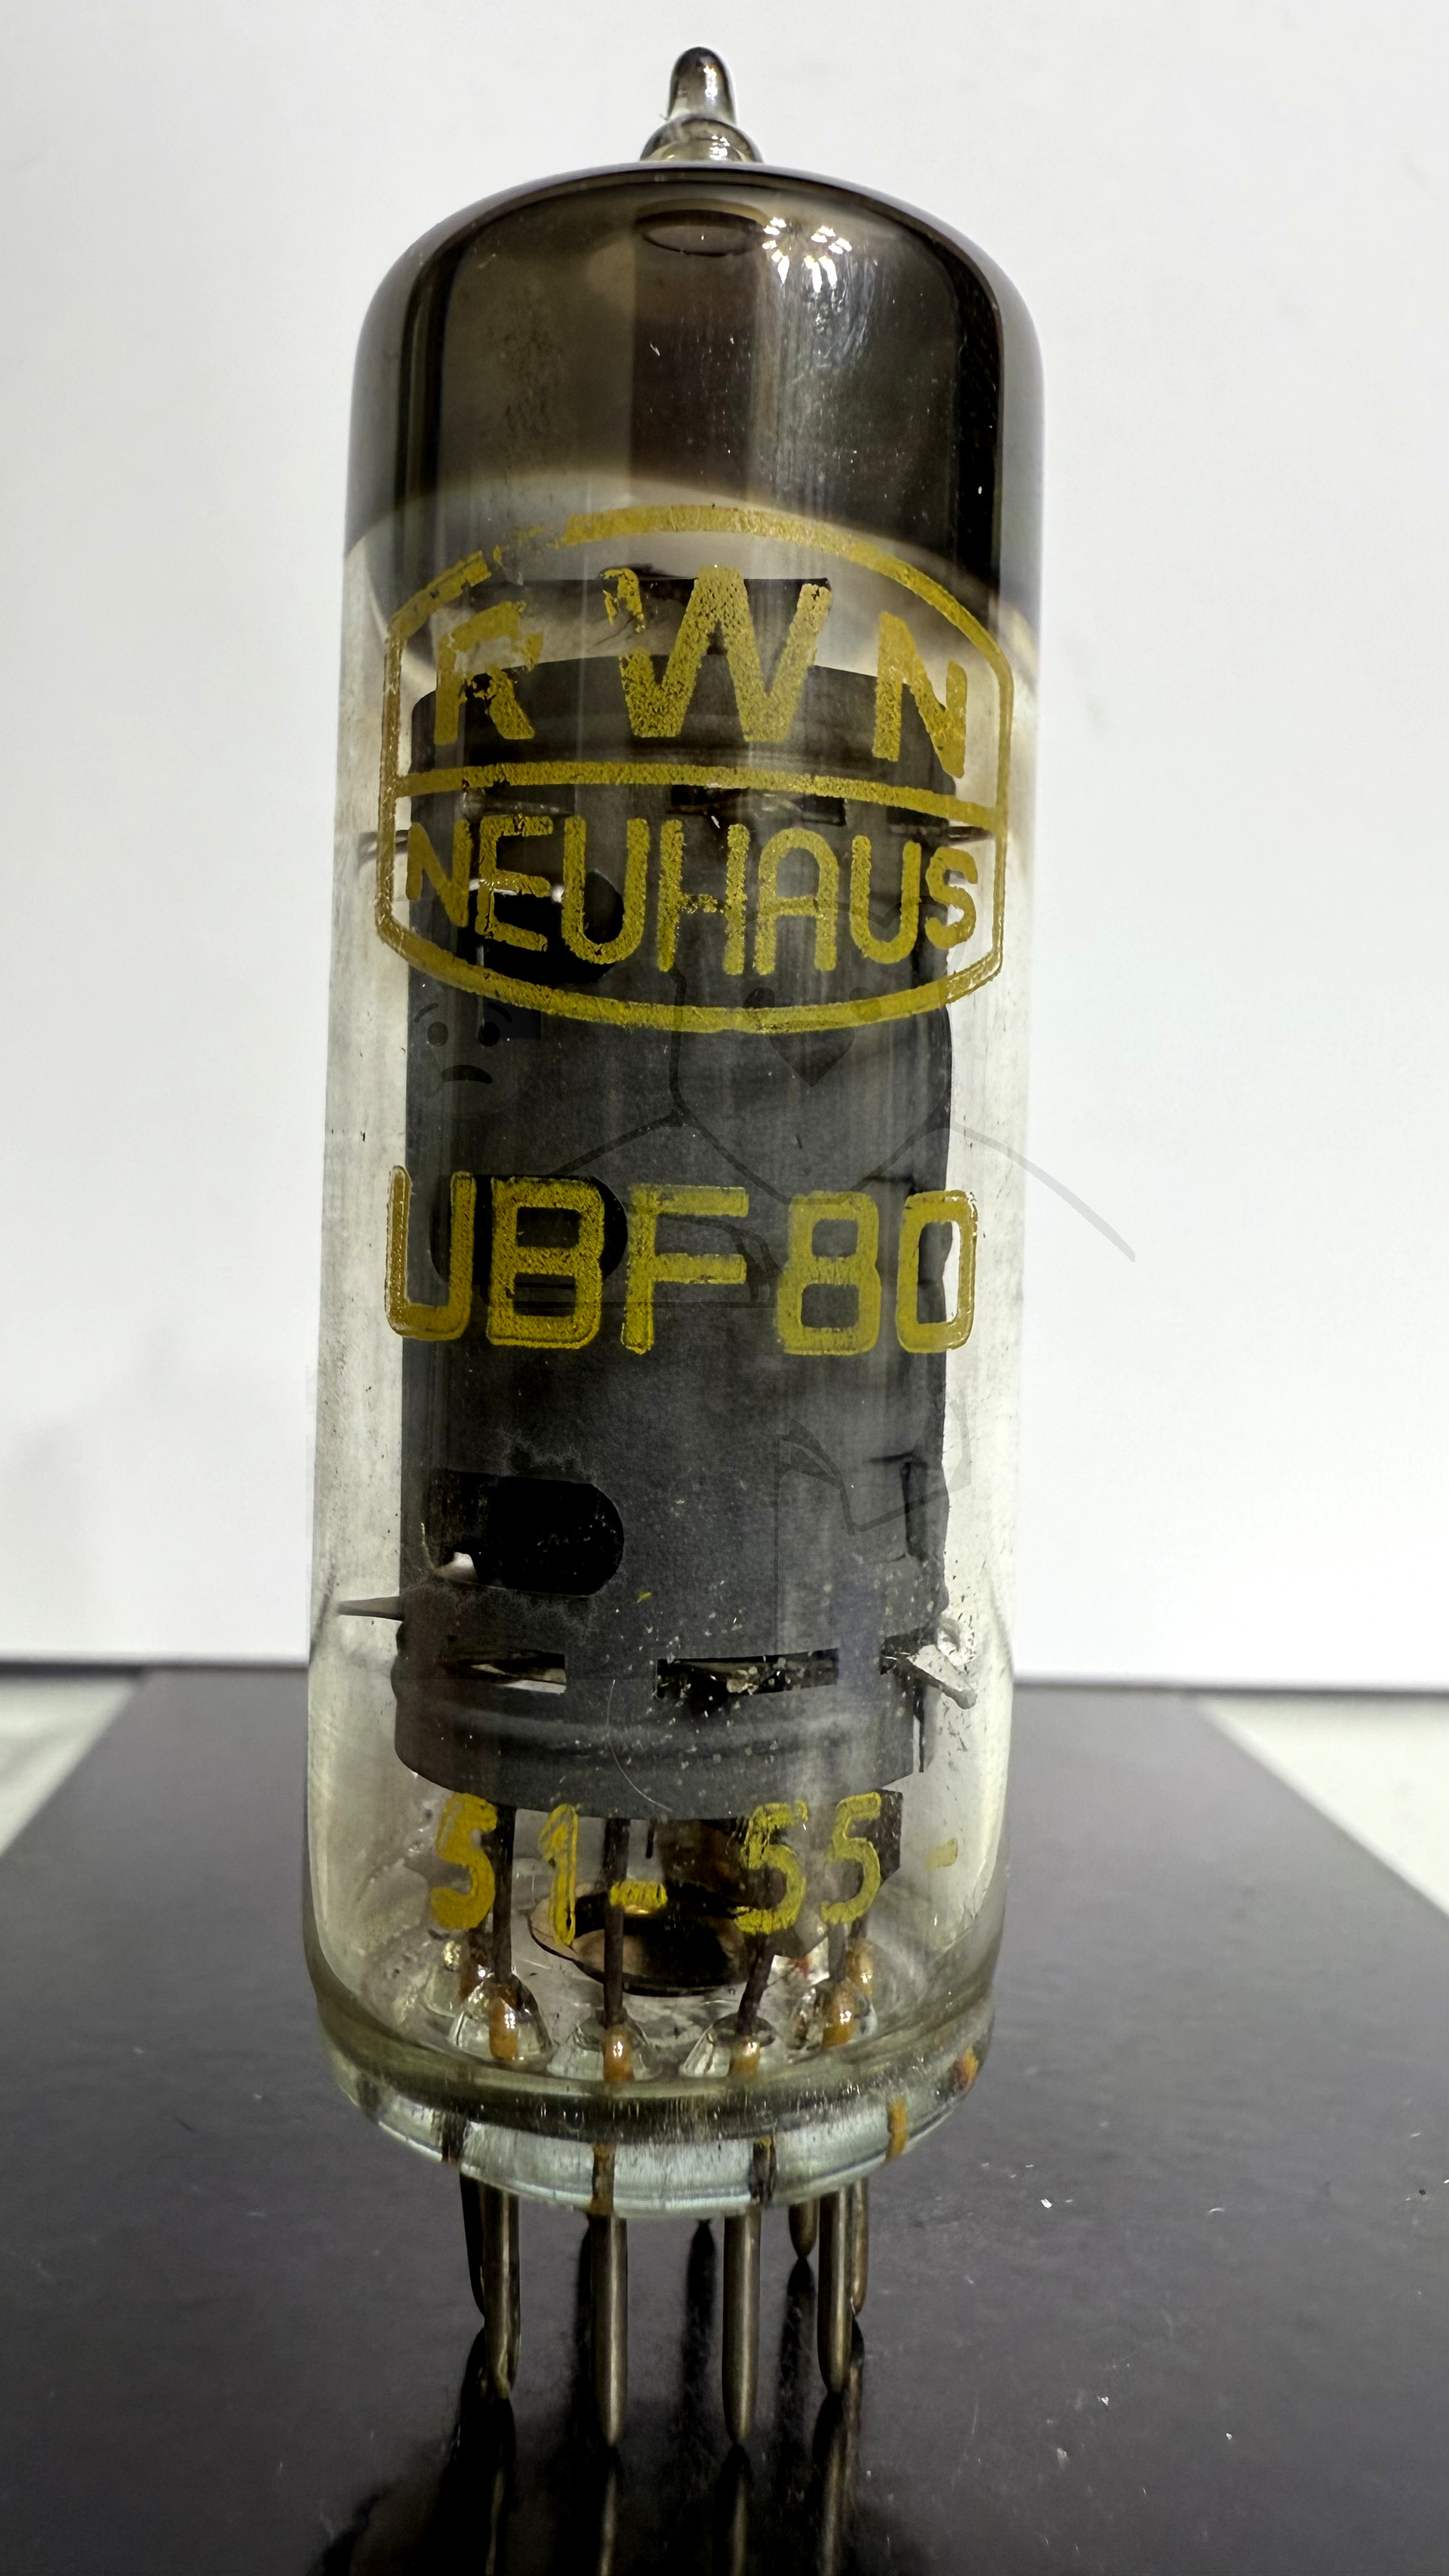 RWN
NEUHAUS
UBF80
51-55-